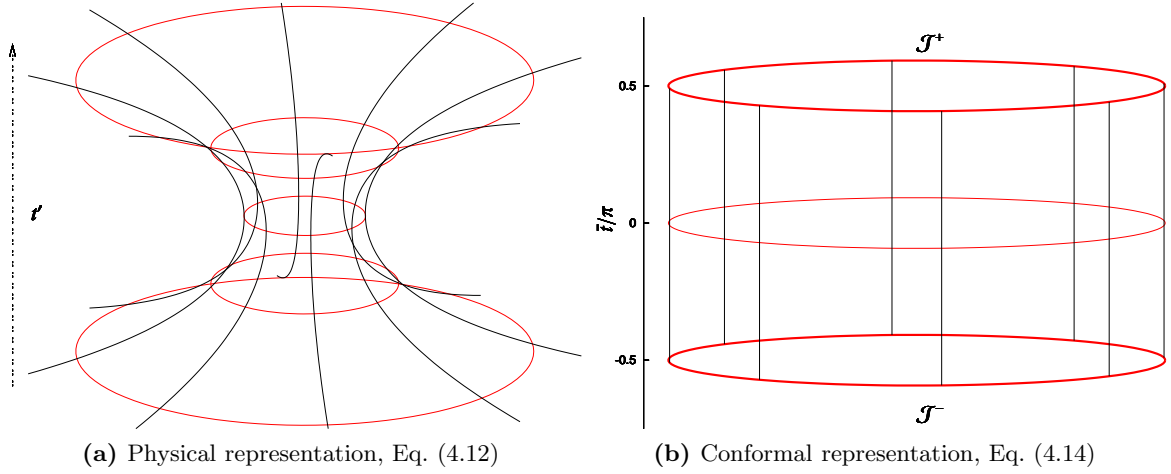 t′
(a) Physical representation, Eq. (4.12)
𝒥⁺
0.5
t̄/π
0
-0.5
𝒥⁻
(b) Conformal representation, Eq. (4.14)